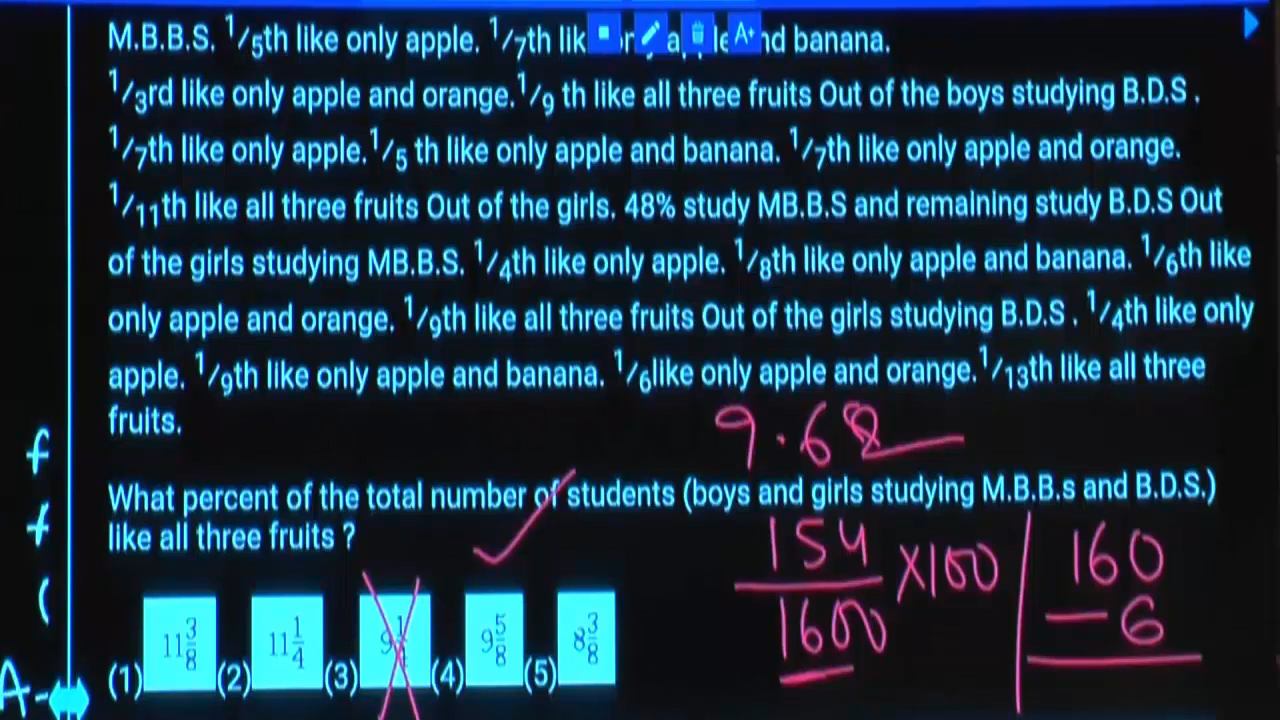 M.B.B.S. 1/5th like only apple. 1/7th nd banana.
1/3rd like only apple and orange.1/9 th like all three fruits Out of the boys studying B.D.S .
1/7th like only apple.1/5 th like only apple and banana. 1/7th like only apple and orange.
1/11th like all three fruits Out of the girls. 48% study MB.B.S and remaining study B.D.S Out
of the girls studying MB.B.S. 1/4th like only apple. 1/8th like only apple and banana. 1/6th like
only apple and orange. 1/9th like all three fruits Out of the girls studying B.D.S . 1/4th like only
apple. 1/9th like only apple and banana. 1/6like only apple and orange.1/13th like all three
fruits.
9.62
What percent of the total number of students (boys and girls studying M.B.B.s and B.D.S.)
like all three fruits ?
154/1600 ×100
160
- 6
(1) 11 3/8 (2) 11 1/4 (3) (4) 9 5/8 (5) 8 3/8
A-